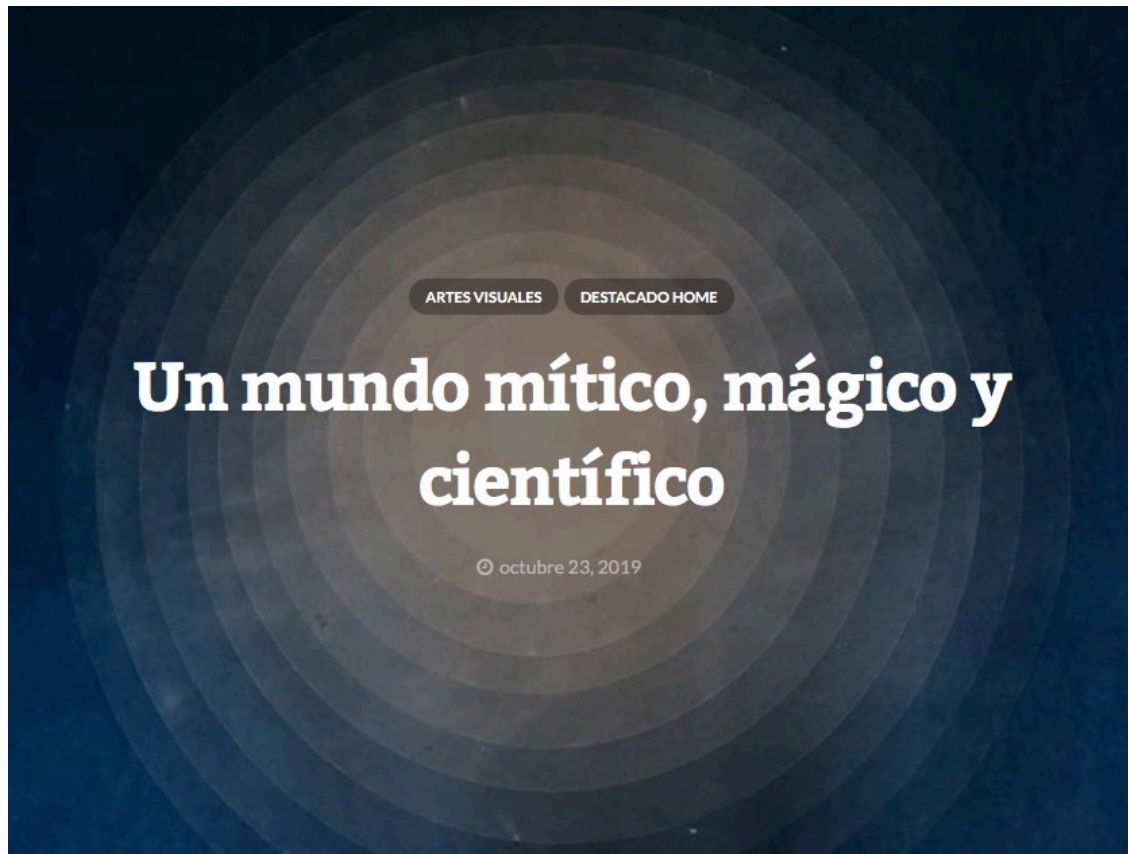 ARTES VISUALES DESTACADO HOME
Un mundo mítico, mágico y
científico
octubre 23, 2019